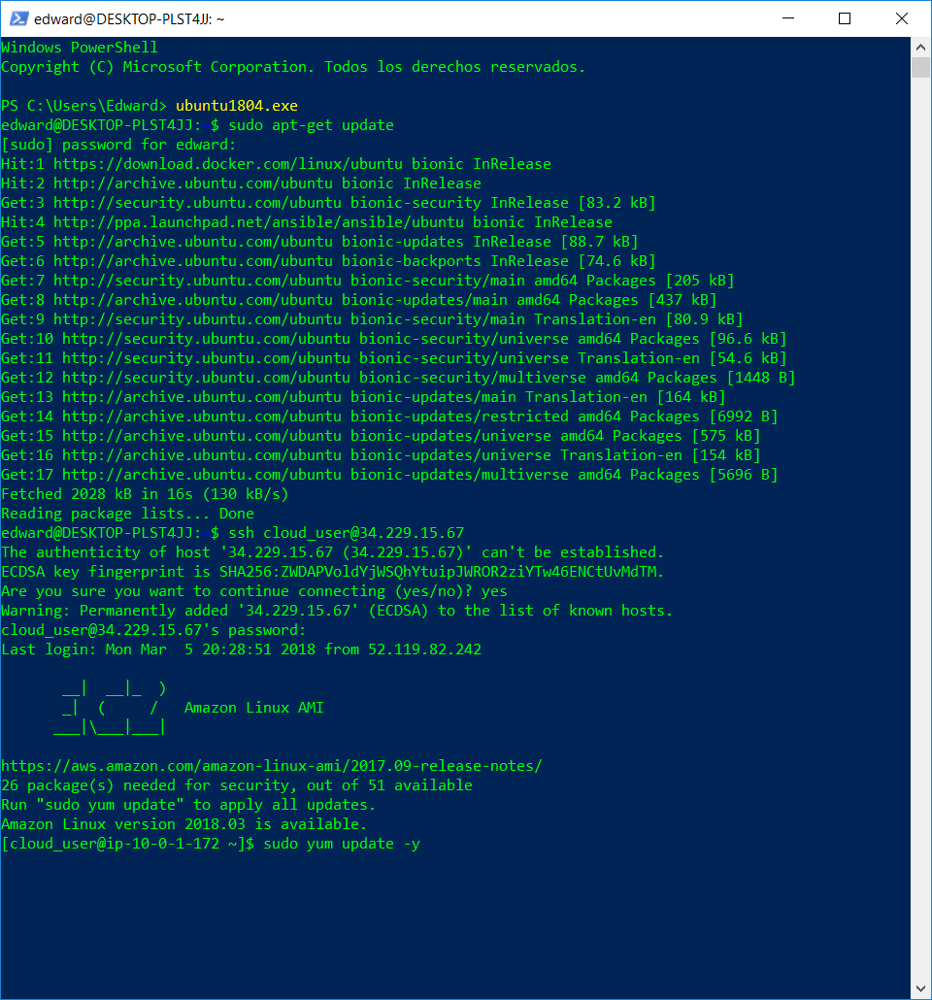 edward@DESKTOP-PLST4JJ: ~
Windows PowerShell
Copyright (C) Microsoft Corporation. Todos los derechos reservados.
PS C:\Users\Edward> ubuntu1804.exe
edward@DESKTOP-PLST4JJ: $ sudo apt-get update
[sudo] password for edward:
Hit:1 https://download.docker.com/linux/ubuntu bionic InRelease
Hit:2 http://archive.ubuntu.com/ubuntu bionic InRelease
Get:3 http://security.ubuntu.com/ubuntu bionic-security InRelease [83.2 kB]
Hit:4 http://ppa.launchpad.net/ansible/ansible/ubuntu bionic InRelease
Get:5 http://archive.ubuntu.com/ubuntu bionic-updates InRelease [88.7 kB]
Get:6 http://archive.ubuntu.com/ubuntu bionic-backports InRelease [74.6 kB]
Get:7 http://security.ubuntu.com/ubuntu bionic-security/main amd64 Packages [205 kB]
Get:8 http://archive.ubuntu.com/ubuntu bionic-updates/main amd64 Packages [437 kB]
Get:9 http://security.ubuntu.com/ubuntu bionic-security/main Translation-en [80.9 kB]
Get:10 http://security.ubuntu.com/ubuntu bionic-security/universe amd64 Packages [96.6 kB]
Get:11 http://security.ubuntu.com/ubuntu bionic-security/universe Translation-en [54.6 kB]
Get:12 http://security.ubuntu.com/ubuntu bionic-security/multiverse amd64 Packages [1448 B]
Get:13 http://archive.ubuntu.com/ubuntu bionic-updates/main Translation-en [164 kB]
Get:14 http://archive.ubuntu.com/ubuntu bionic-updates/restricted amd64 Packages [6992 B]
Get:15 http://archive.ubuntu.com/ubuntu bionic-updates/universe amd64 Packages [575 kB]
Get:16 http://archive.ubuntu.com/ubuntu bionic-updates/universe Translation-en [154 kB]
Get:17 http://archive.ubuntu.com/ubuntu bionic-updates/multiverse amd64 Packages [5696 B]
Fetched 2028 kB in 16s (130 kB/s)
Reading package lists... Done
edward@DESKTOP-PLST4JJ: $ ssh cloud_user@34.229.15.67
The authenticity of host '34.229.15.67 (34.229.15.67)' can't be established.
ECDSA key fingerprint is SHA256:ZWDAPVoldYjWSQhYtuipJWROR2ziYTw46ENCtUvMdTM.
Are you sure you want to continue connecting (yes/no)? yes
Warning: Permanently added '34.229.15.67' (ECDSA) to the list of known hosts.
cloud_user@34.229.15.67's password:
Last login: Mon Mar  5 20:28:51 2018 from 52.119.82.242
       __|  __|_  )
       _|  (     /   Amazon Linux AMI
      ___|\___|___|
https://aws.amazon.com/amazon-linux-ami/2017.09-release-notes/
26 package(s) needed for security, out of 51 available
Run "sudo yum update" to apply all updates.
Amazon Linux version 2018.03 is available.
[cloud_user@ip-10-0-1-172 ~]$ sudo yum update -y